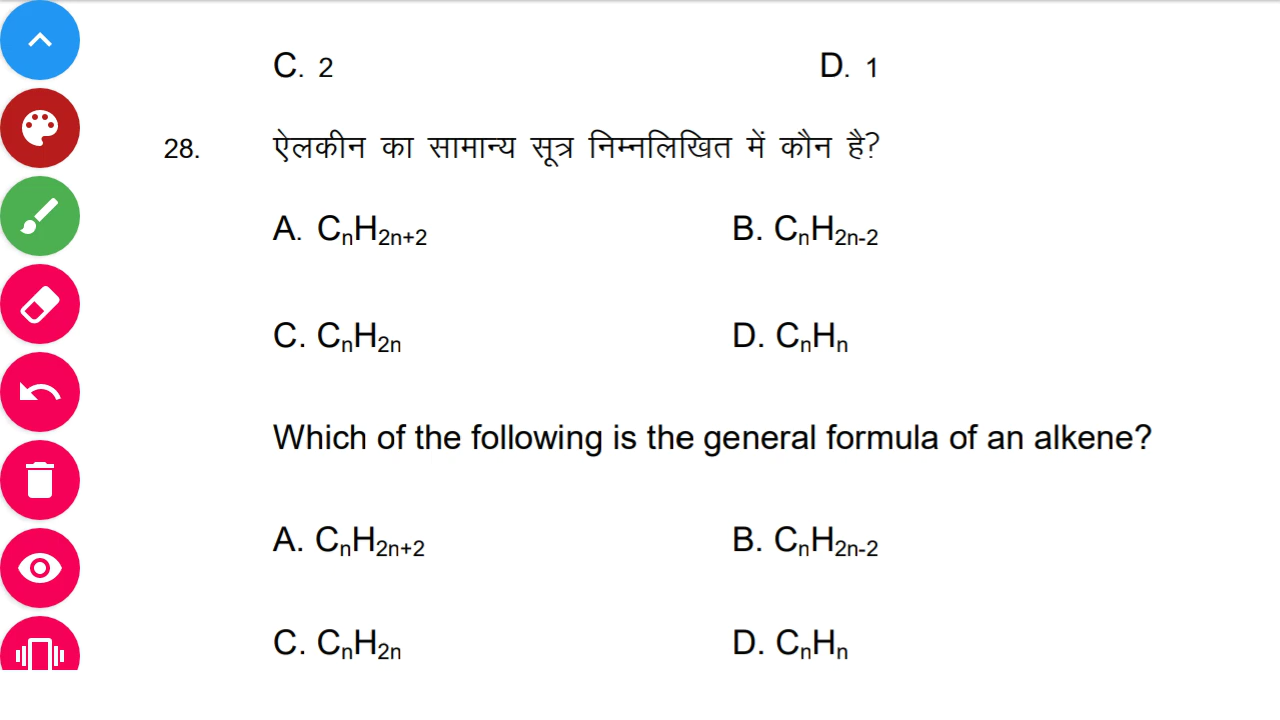 C. 2 D. 1
28. ऐलकीन का सामान्य सूत्र निम्नलिखित में कौन है?
A. CₙH₂ₙ₊₂ B. CₙH₂ₙ₋₂
C. CₙH₂ₙ D. CₙHₙ
Which of the following is the general formula of an alkene?
A. CₙH₂ₙ₊₂ B. CₙH₂ₙ₋₂
C. CₙH₂ₙ D. CₙHₙ